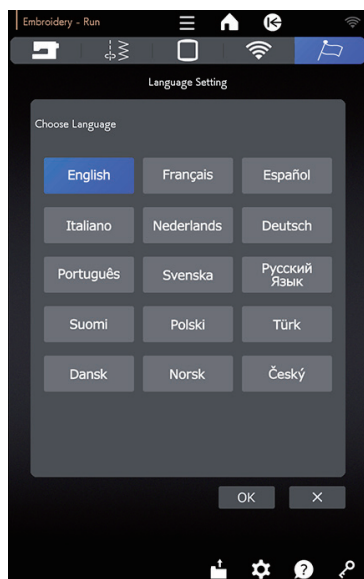 Embroidery - Run
Language Setting
Choose Language
English Français Español
Italiano Nederlands Deutsch
Português Svenska Русский Язык
Suomi Polski Türk
Dansk Norsk Český
OK X
?